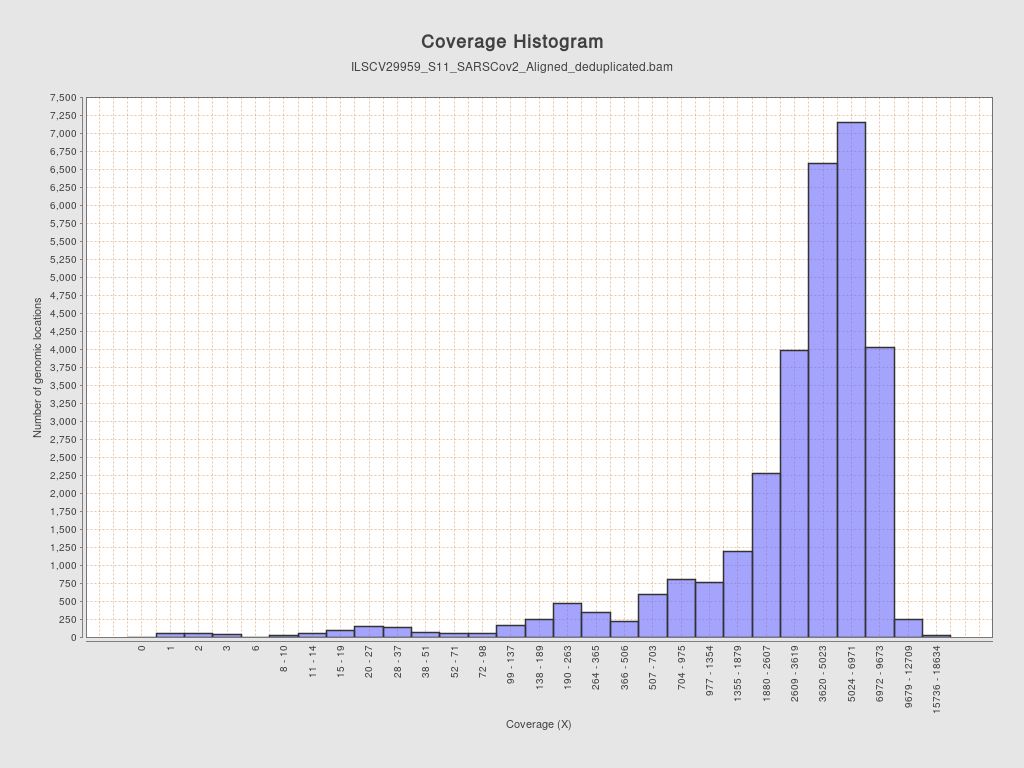 Coverage Histogram
ILSCV29959_S11_SARSCov2_Aligned_deduplicated.bam
Number of genomic locations
7,500
7,250
7,000
6,750
6,500
6,250
6,000
5,750
5,500
5,250
5,000
4,750
4,500
4,250
4,000
3,750
3,500
3,250
3,000
2,750
2,500
2,250
2,000
1,750
1,500
1,250
1,000
750
500
250
0
0
1
2
3
6
8 - 10
11 - 14
15 - 19
20 - 27
28 - 37
38 - 51
52 - 71
72 - 98
99 - 137
138 - 189
190 - 263
264 - 365
366 - 506
507 - 703
704 - 975
977 - 1354
1355 - 1879
1880 - 2607
2609 - 3619
3620 - 5023
5024 - 6971
6972 - 9673
9679 - 12709
15736 - 18634
Coverage (X)